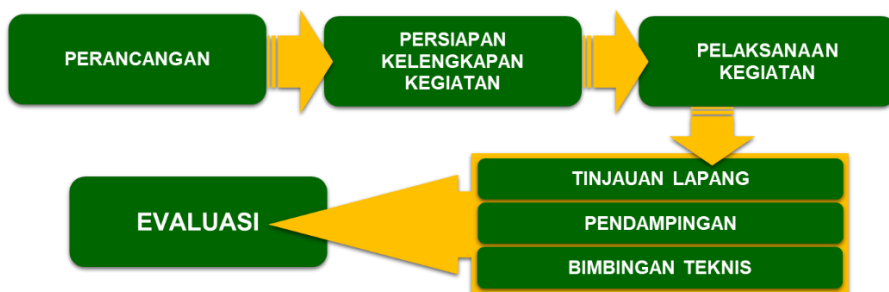 PERANCANGAN
PERSIAPAN
KELENGKAPAN
KEGIATAN
PELAKSANAAN
KEGIATAN
TINJAUAN LAPANG
PENDAMPINGAN
BIMBINGAN TEKNIS
EVALUASI